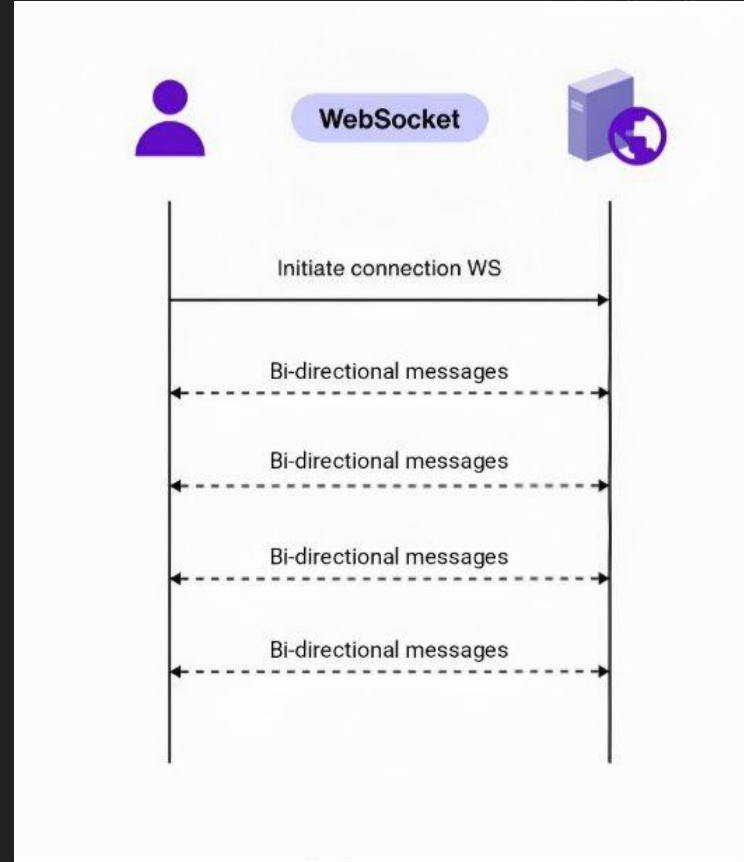 WebSocket
Initiate connection WS
Bi-directional messages
Bi-directional messages
Bi-directional messages
Bi-directional messages